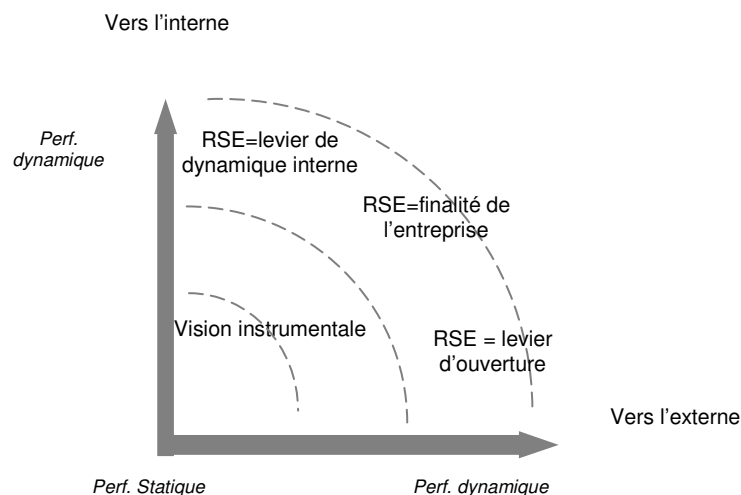 Vers l'interne
Perf.
dynamique
RSE=levier de
dynamique interne
RSE=finalité de
l'entreprise
Vision instrumentale
RSE = levier
d'ouverture
Vers l'externe
Perf. Statique
Perf. dynamique